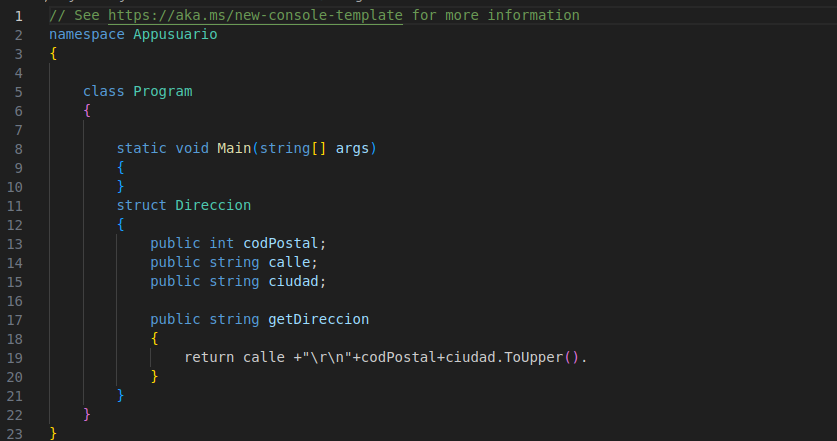 1 // See https://aka.ms/new-console-template for more information
2 namespace Appusuario
3 {
4
5 class Program
6 {
7
8 static void Main(string[] args)
9 {
10 }
11 struct Direccion
12 {
13 public int codPostal;
14 public string calle;
15 public string ciudad;
16
17 public string getDireccion
18 {
19 return calle +"\r\n"+codPostal+ciudad.ToUpper().
20 }
21 }
22 }
23 }